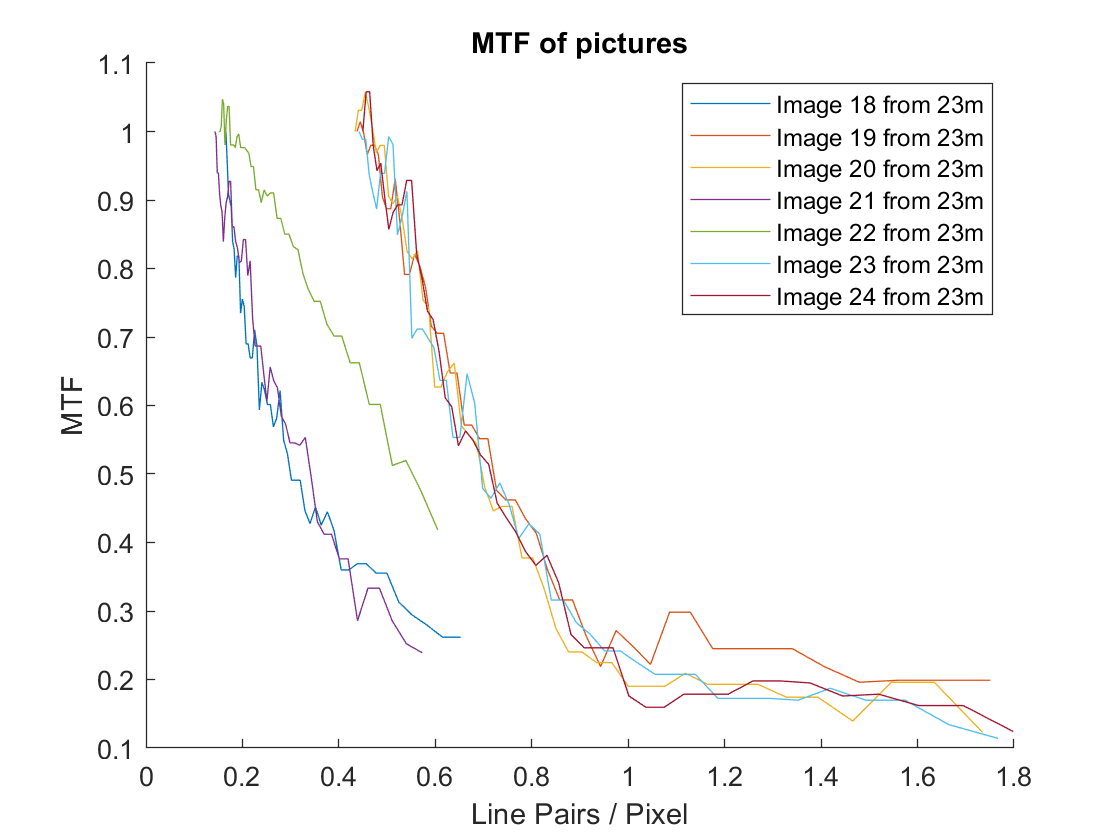 MTF of pictures
1.1
1
0.9
0.8
0.7
0.6
0.5
0.4
0.3
0.2
0.1
MTF
0
0.2
0.4
0.6
0.8
1
1.2
1.4
1.6
1.8
Line Pairs / Pixel
Image 18 from 23m
Image 19 from 23m
Image 20 from 23m
Image 21 from 23m
Image 22 from 23m
Image 23 from 23m
Image 24 from 23m